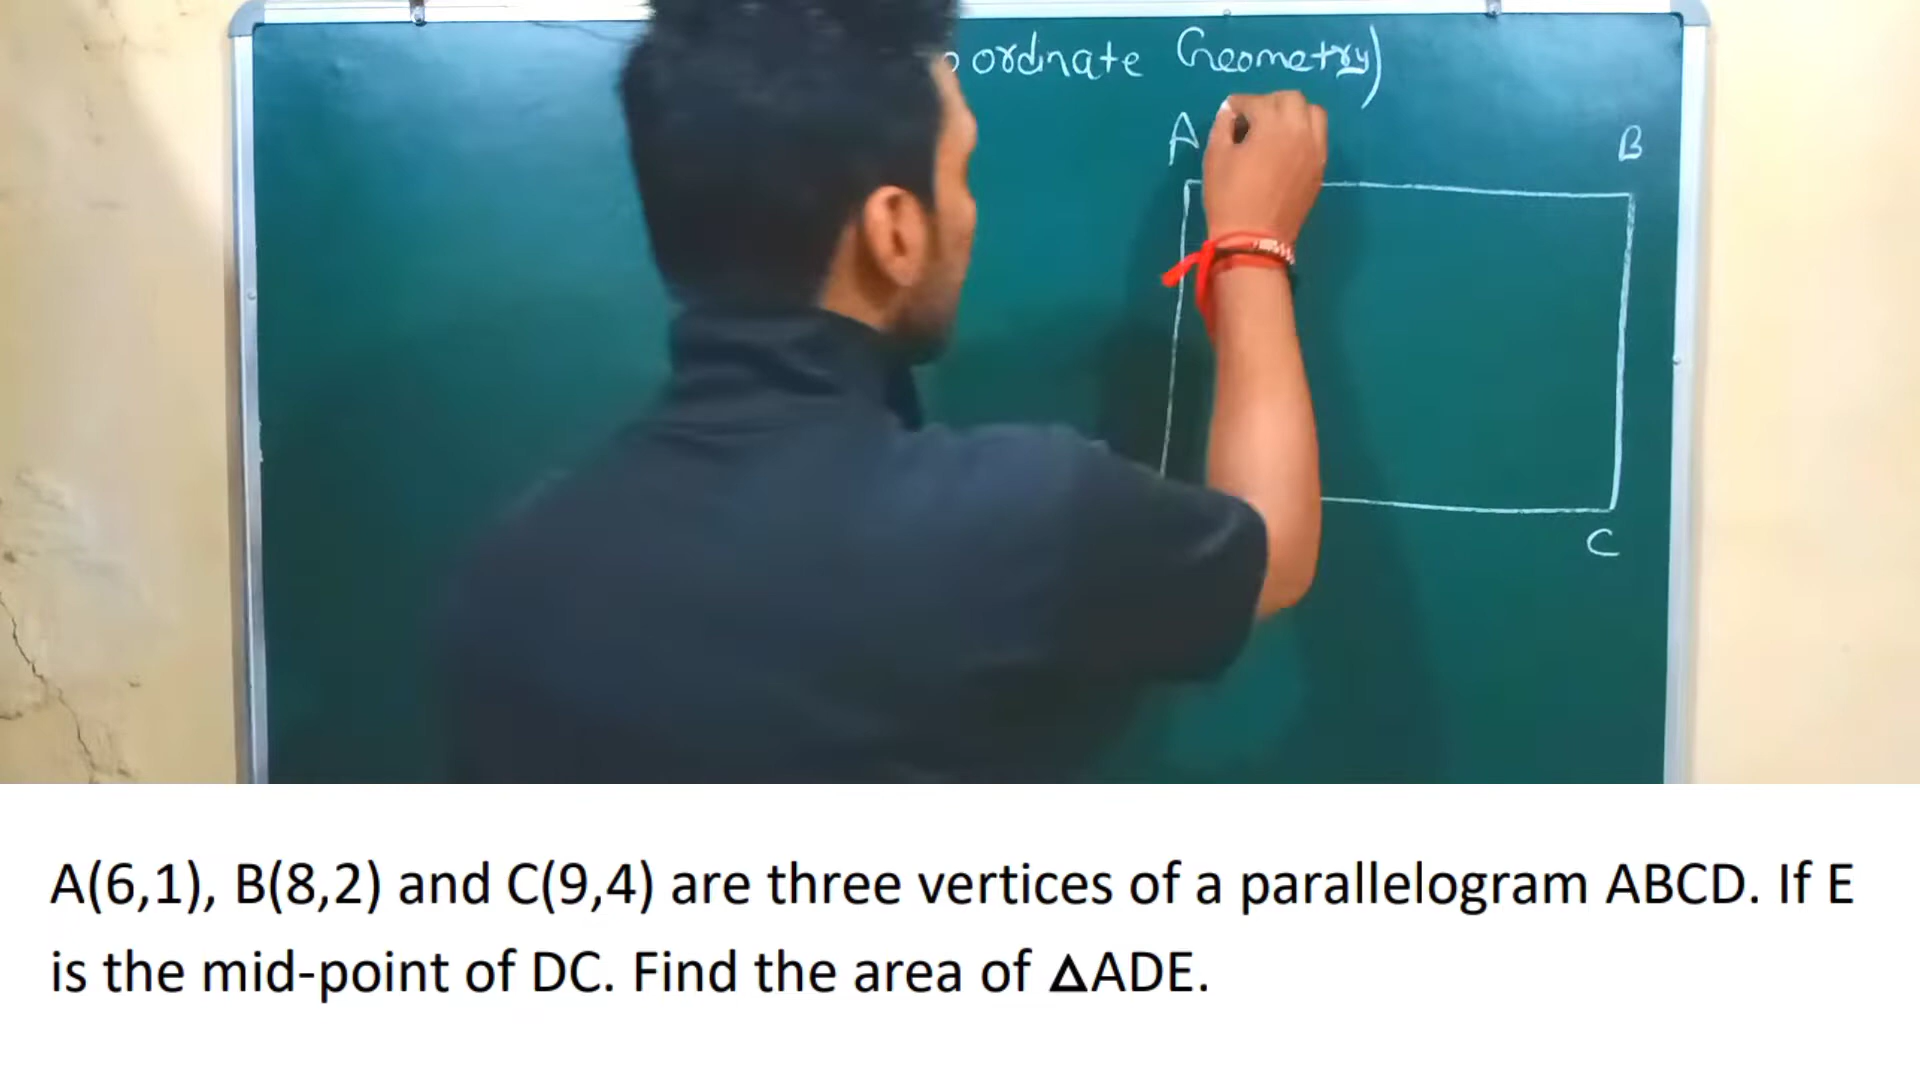 ordinate Geometry)
A
B
C
A(6,1), B(8,2) and C(9,4) are three vertices of a parallelogram ABCD. If E
is the mid-point of DC. Find the area of ΔADE.